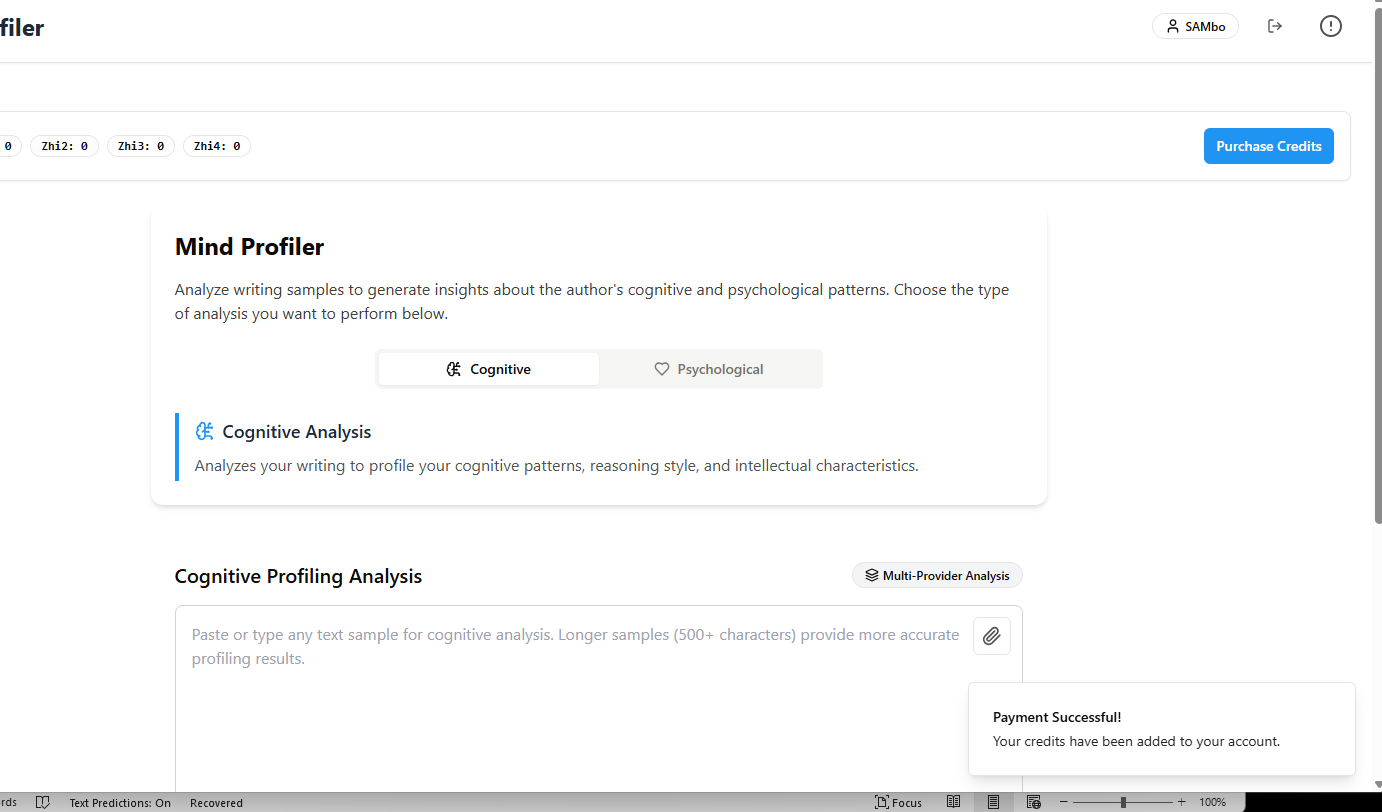 filer
SAMbo
0
Zhi2: 0
Zhi3: 0
Zhi4: 0
Purchase Credits
Mind Profiler
Analyze writing samples to generate insights about the author's cognitive and psychological patterns. Choose the type
of analysis you want to perform below.
Cognitive
Psychological
Cognitive Analysis
Analyzes your writing to profile your cognitive patterns, reasoning style, and intellectual characteristics.
Cognitive Profiling Analysis
Multi-Provider Analysis
Paste or type any text sample for cognitive analysis. Longer samples (500+ characters) provide more accurate
profiling results.
Payment Successful!
Your credits have been added to your account.
rds
Text Predictions: On
Recovered
Focus
100%